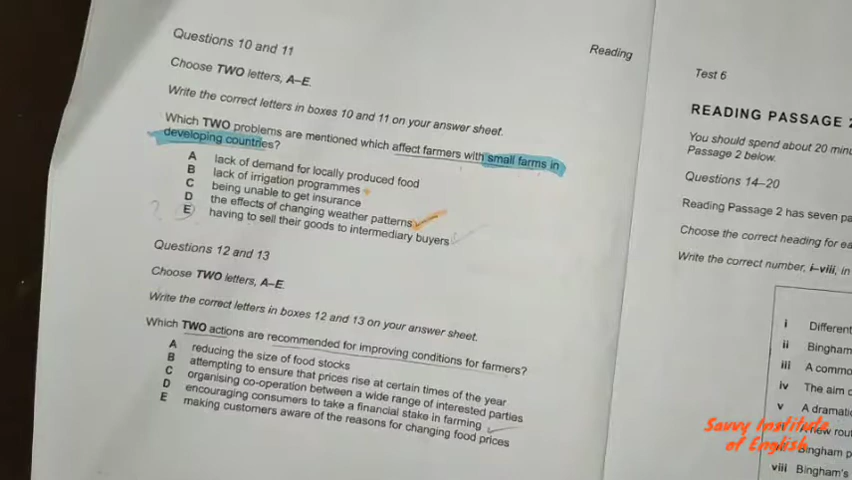 Questions 10 and 11
Choose TWO letters, A–E.
Write the correct letters in boxes 10 and 11 on your answer sheet.
Which TWO problems are mentioned which affect farmers with small farms in
developing countries?
A lack of demand for locally produced food
B lack of irrigation programmes
C being unable to get insurance
D the effects of changing weather patterns
? E having to sell their goods to intermediary buyers
Questions 12 and 13
Choose TWO letters, A–E.
Write the correct letters in boxes 12 and 13 on your answer sheet.
Which TWO actions are recommended for improving conditions for farmers?
A reducing the size of food stocks
B attempting to ensure that prices rise at certain times of the year
C organising co-operation between a wide range of interested parties
D encouraging consumers to take a financial stake in farming
E making customers aware of the reasons for changing food prices
Reading
Test 6
READING PASSAGE 2
You should spend about 20 minu
Passage 2 below.
Questions 14–20
Reading Passage 2 has seven pa
Choose the correct heading for ea
Write the correct number, i–viii, in
i Different
ii Bingham
iii A commo
iv The aim o
v A dramati
A new rout
Bingham p
viii Bingham's
Savvy Institute
of English